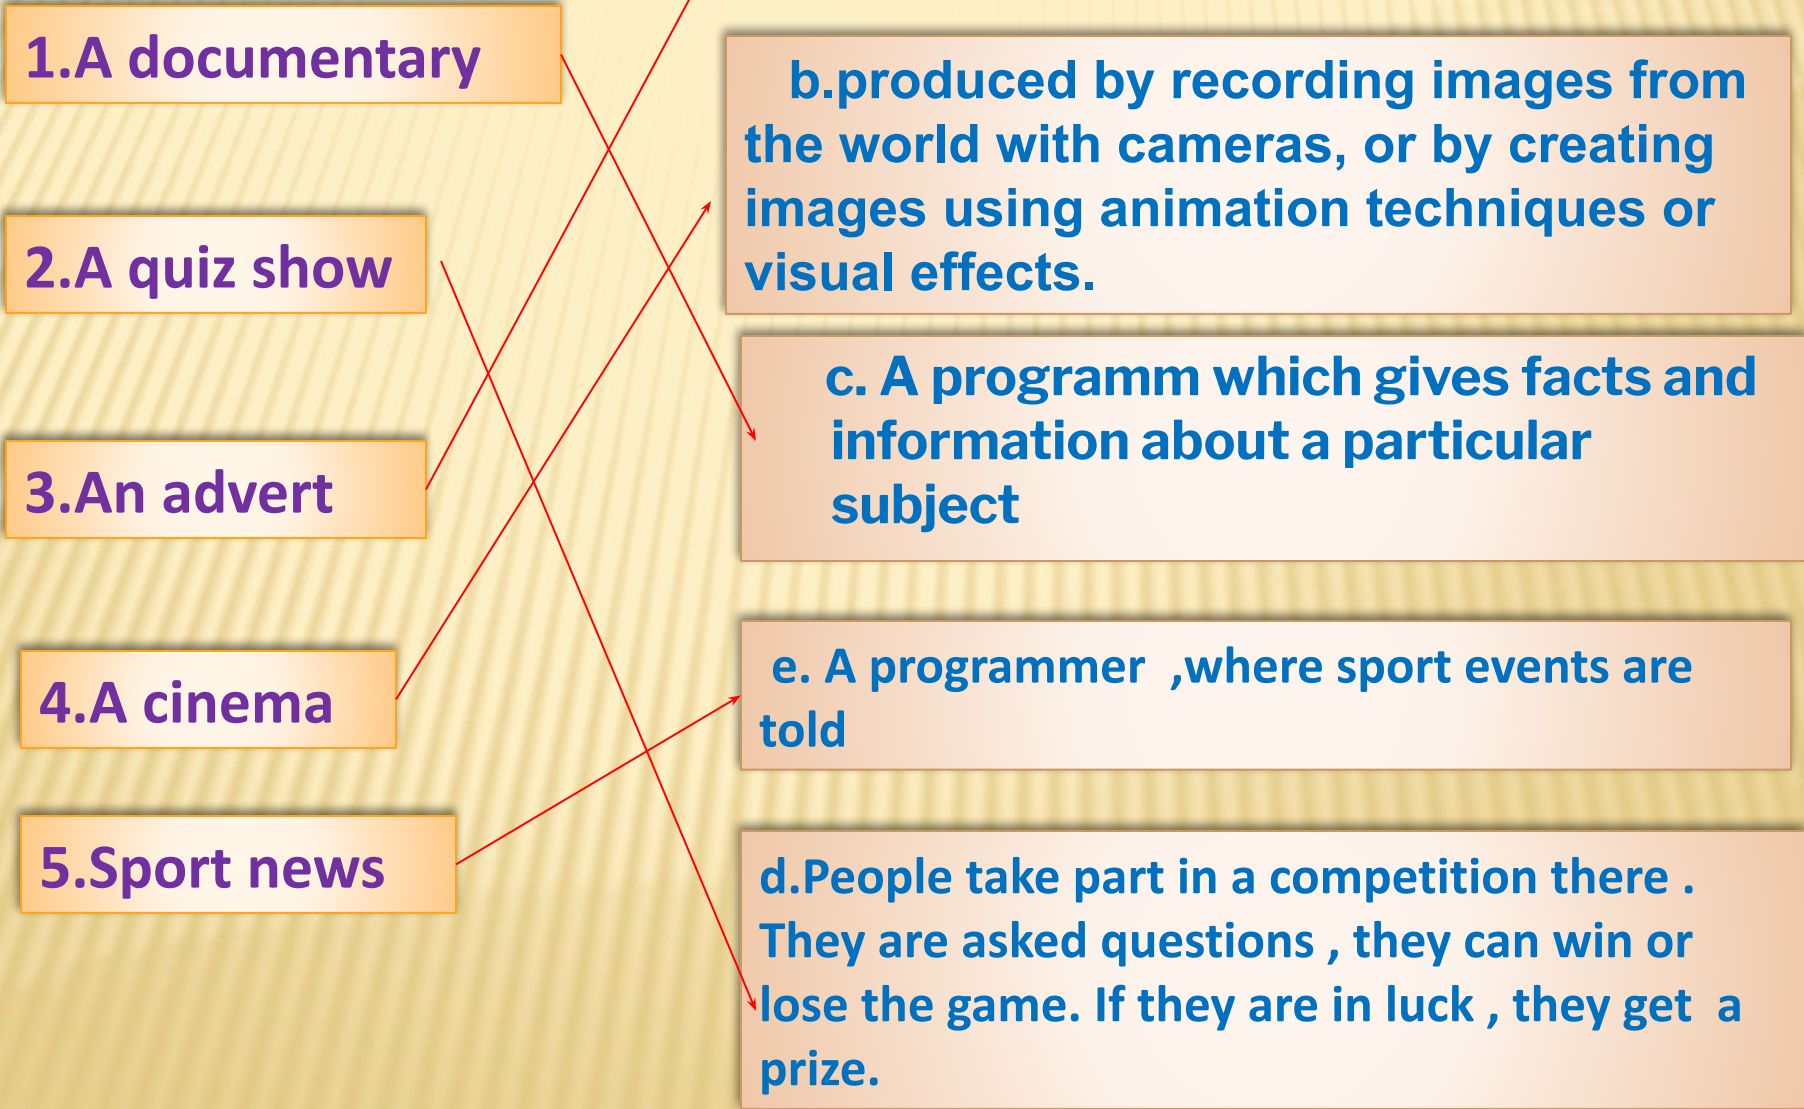 1.A documentary
2.A quiz show
3.An advert
4.A cinema
5.Sport news
b.produced by recording images from
the world with cameras, or by creating
images using animation techniques or
visual effects.
c. A programm which gives facts and
information about a particular
subject
e. A programmer ,where sport events are
told
d.People take part in a competition there .
They are asked questions , they can win or
lose the game. If they are in luck , they get a
prize.